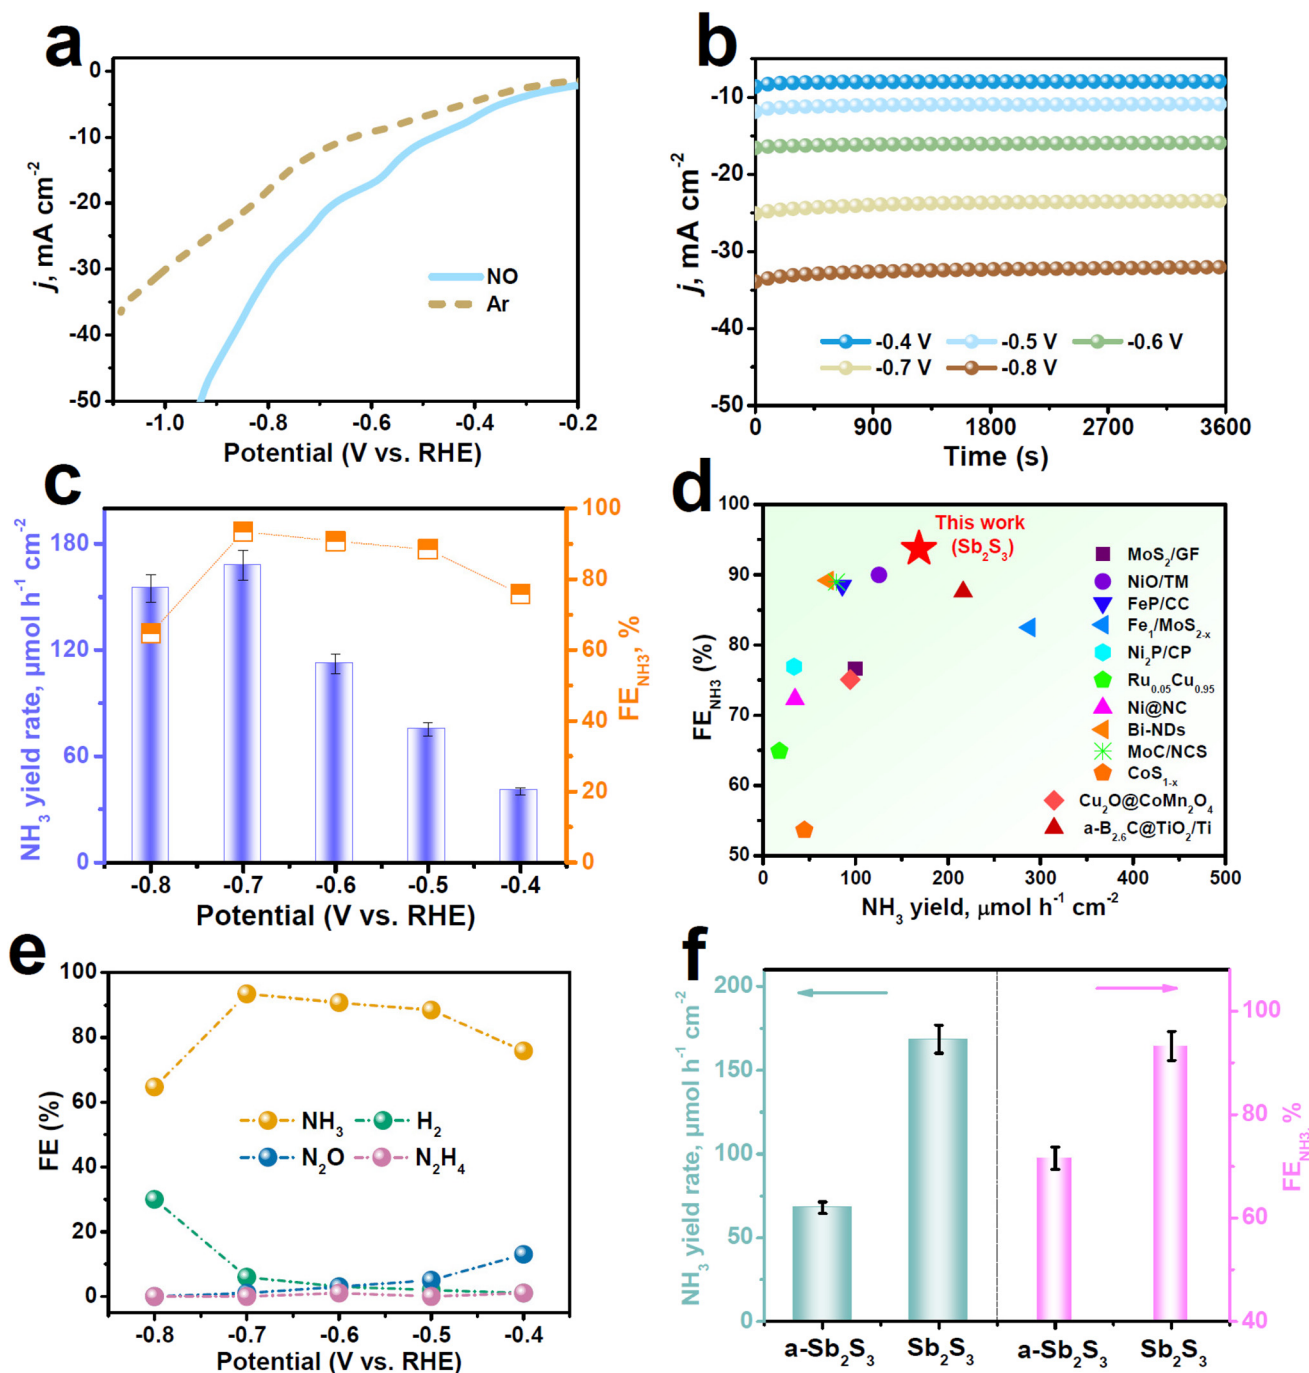 a
0
-10
-20
-30
-40
-50
j, mA cm⁻²
NO
Ar
-1.0 -0.8 -0.6 -0.4 -0.2
Potential (V vs. RHE)
b
-10
-20
-30
-40
-50
j, mA cm⁻²
-0.4 V -0.5 V -0.6 V
-0.7 V -0.8 V
0 900 1800 2700 3600
Time (s)
c
180
120
60
0
NH₃ yield rate, μmol h⁻¹ cm⁻²
100
80
60
40
20
0
FE_NH3, %
-0.8 -0.7 -0.6 -0.5 -0.4
Potential (V vs. RHE)
d
100
90
80
70
60
50
FE_NH3 (%)
This work
(Sb₂S₃)
MoS₂/GF
NiO/TM
FeP/CC
Fe₁/MoS₂₋ₓ
Ni₂P/CP
Ru₀.₀₅Cu₀.₉₅
Ni@NC
Bi-NDs
MoC/NCS
CoS₁₋ₓ
Cu₂O@CoMn₂O₄
a-B₂.₆C@TiO₂/Ti
0 100 200 300 400 500
NH₃ yield, μmol h⁻¹ cm⁻²
e
100
80
60
40
20
0
FE (%)
NH₃ H₂
N₂O N₂H₄
-0.8 -0.7 -0.6 -0.5 -0.4
Potential (V vs. RHE)
f
200
150
100
50
0
NH₃ yield rate, μmol h⁻¹ cm⁻²
100
80
60
40
FE_NH3, %
a-Sb₂S₃ Sb₂S₃ a-Sb₂S₃ Sb₂S₃